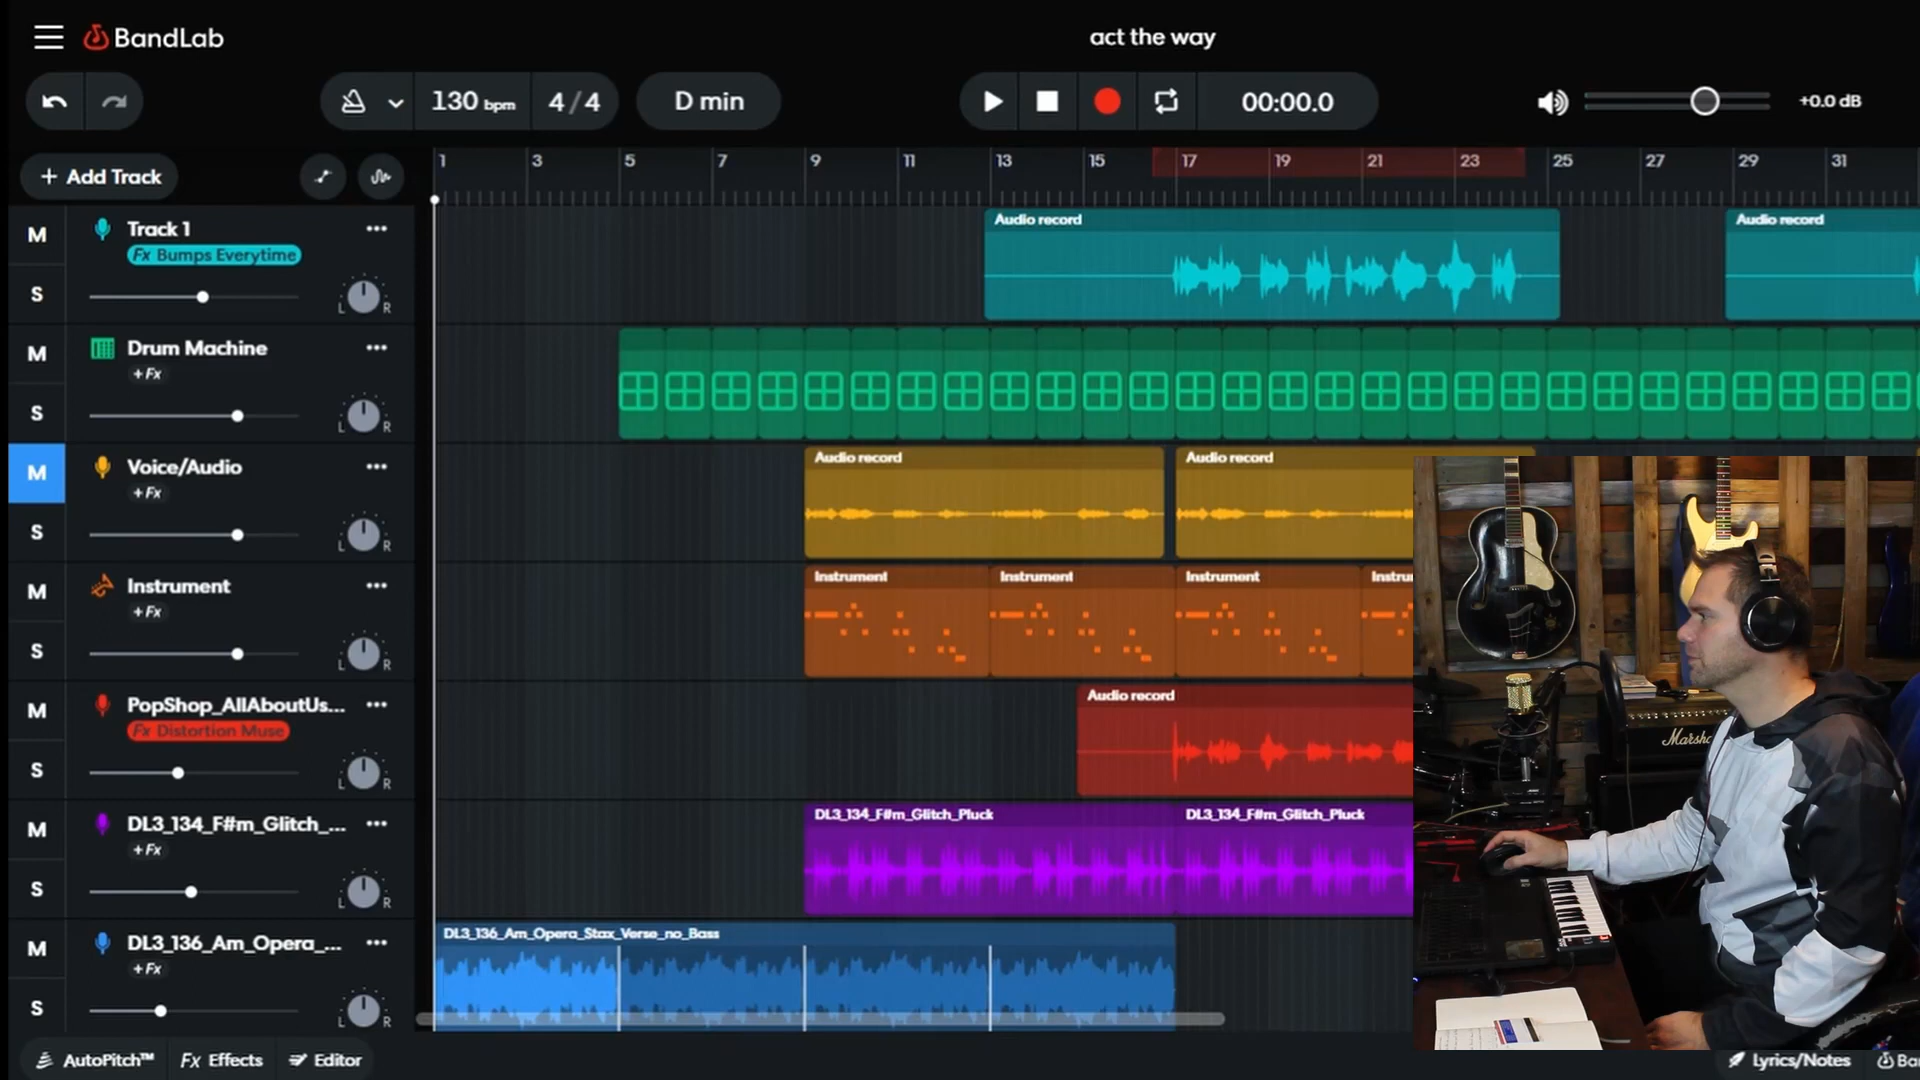 BandLab
act the way
130 bpm
4/4
D min
00:00.0
+0.0 dB
+ Add Track
1 3 5 7 9 11 13 15 17 19 21 23 25 27 29 31
M
Track 1
Fx Bumps Everytime
S
L R
Audio record
Audio record
M
Drum Machine
+ Fx
S
L R
M
Voice/Audio
+ Fx
S
L R
Audio record
Audio record
M
Instrument
+ Fx
S
L R
Instrument
Instrument
Instrument
Instru
M
PopShop_AllAboutUs...
Fx Distortion Muse
S
L R
Audio record
M
DL3_134_F#m_Glitch_...
+ Fx
S
L R
DL3_134_F#m_Glitch_Pluck
DL3_134_F#m_Glitch_Pluck
M
DL3_136_Am_Opera_...
+ Fx
S
L R
DL3_136_Am_Opera_Stax_Verse_no_Bass
Marsha
AutoPitch™
Fx Effects
Editor
Lyrics/Notes
Ban